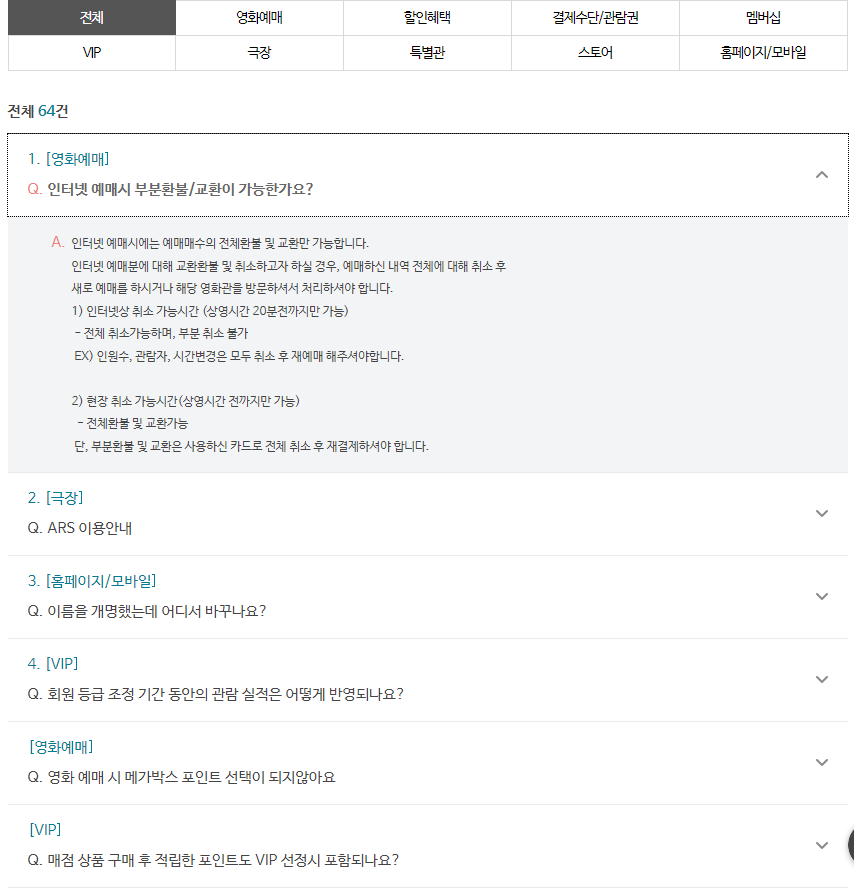 전체 영화예매 할인혜택 결제수단/관람권 멤버십
VIP 극장 특별관 스토어 홈페이지/모바일
전체 64건
1. [영화예매]
Q. 인터넷 예매시 부분환불/교환이 가능한가요?
A. 인터넷 예매시에는 예매매수의 전체환불 및 교환만 가능합니다.
인터넷 예매분에 대해 교환환불 및 취소하고자 하실 경우, 예매하신 내역 전체에 대해 취소 후
새로 예매를 하시거나 해당 영화관을 방문하셔서 처리하셔야 합니다.
1) 인터넷상 취소 가능시간 (상영시간 20분전까지만 가능)
- 전체 취소가능하며, 부분 취소 불가
EX) 인원수, 관람자, 시간변경은 모두 취소 후 재예매 해주셔야합니다.
2) 현장 취소 가능시간(상영시간 전까지만 가능)
- 전체환불 및 교환가능
단, 부분환불 및 교환은 사용하신 카드로 전체 취소 후 재결제하셔야 합니다.
2. [극장]
Q. ARS 이용안내
3. [홈페이지/모바일]
Q. 이름을 개명했는데 어디서 바꾸나요?
4. [VIP]
Q. 회원 등급 조정 기간 동안의 관람 실적은 어떻게 반영되나요?
[영화예매]
Q. 영화 예매 시 메가박스 포인트 선택이 되지않아요
[VIP]
Q. 매점 상품 구매 후 적립한 포인트도 VIP 선정시 포함되나요?